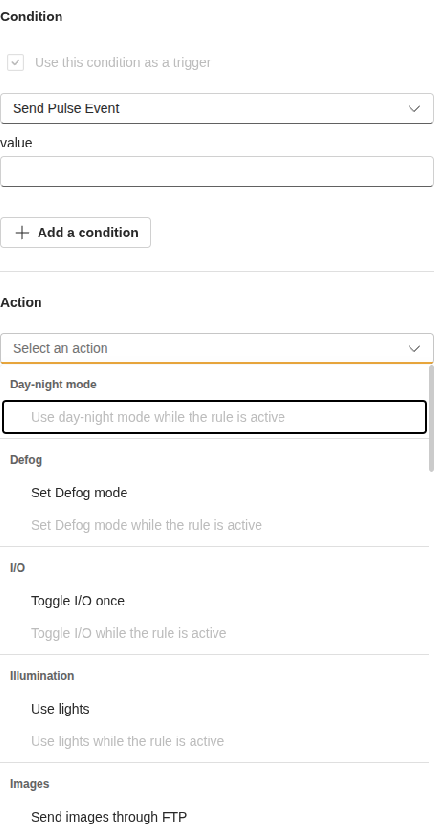 Condition
Use this condition as a trigger
Send Pulse Event
value
Add a condition
Action
Select an action
Day-night mode
Use day-night mode while the rule is active
Defog
Set Defog mode
Set Defog mode while the rule is active
I/O
Toggle I/O once
Toggle I/O while the rule is active
Illumination
Use lights
Use lights while the rule is active
Images
Send images through FTP